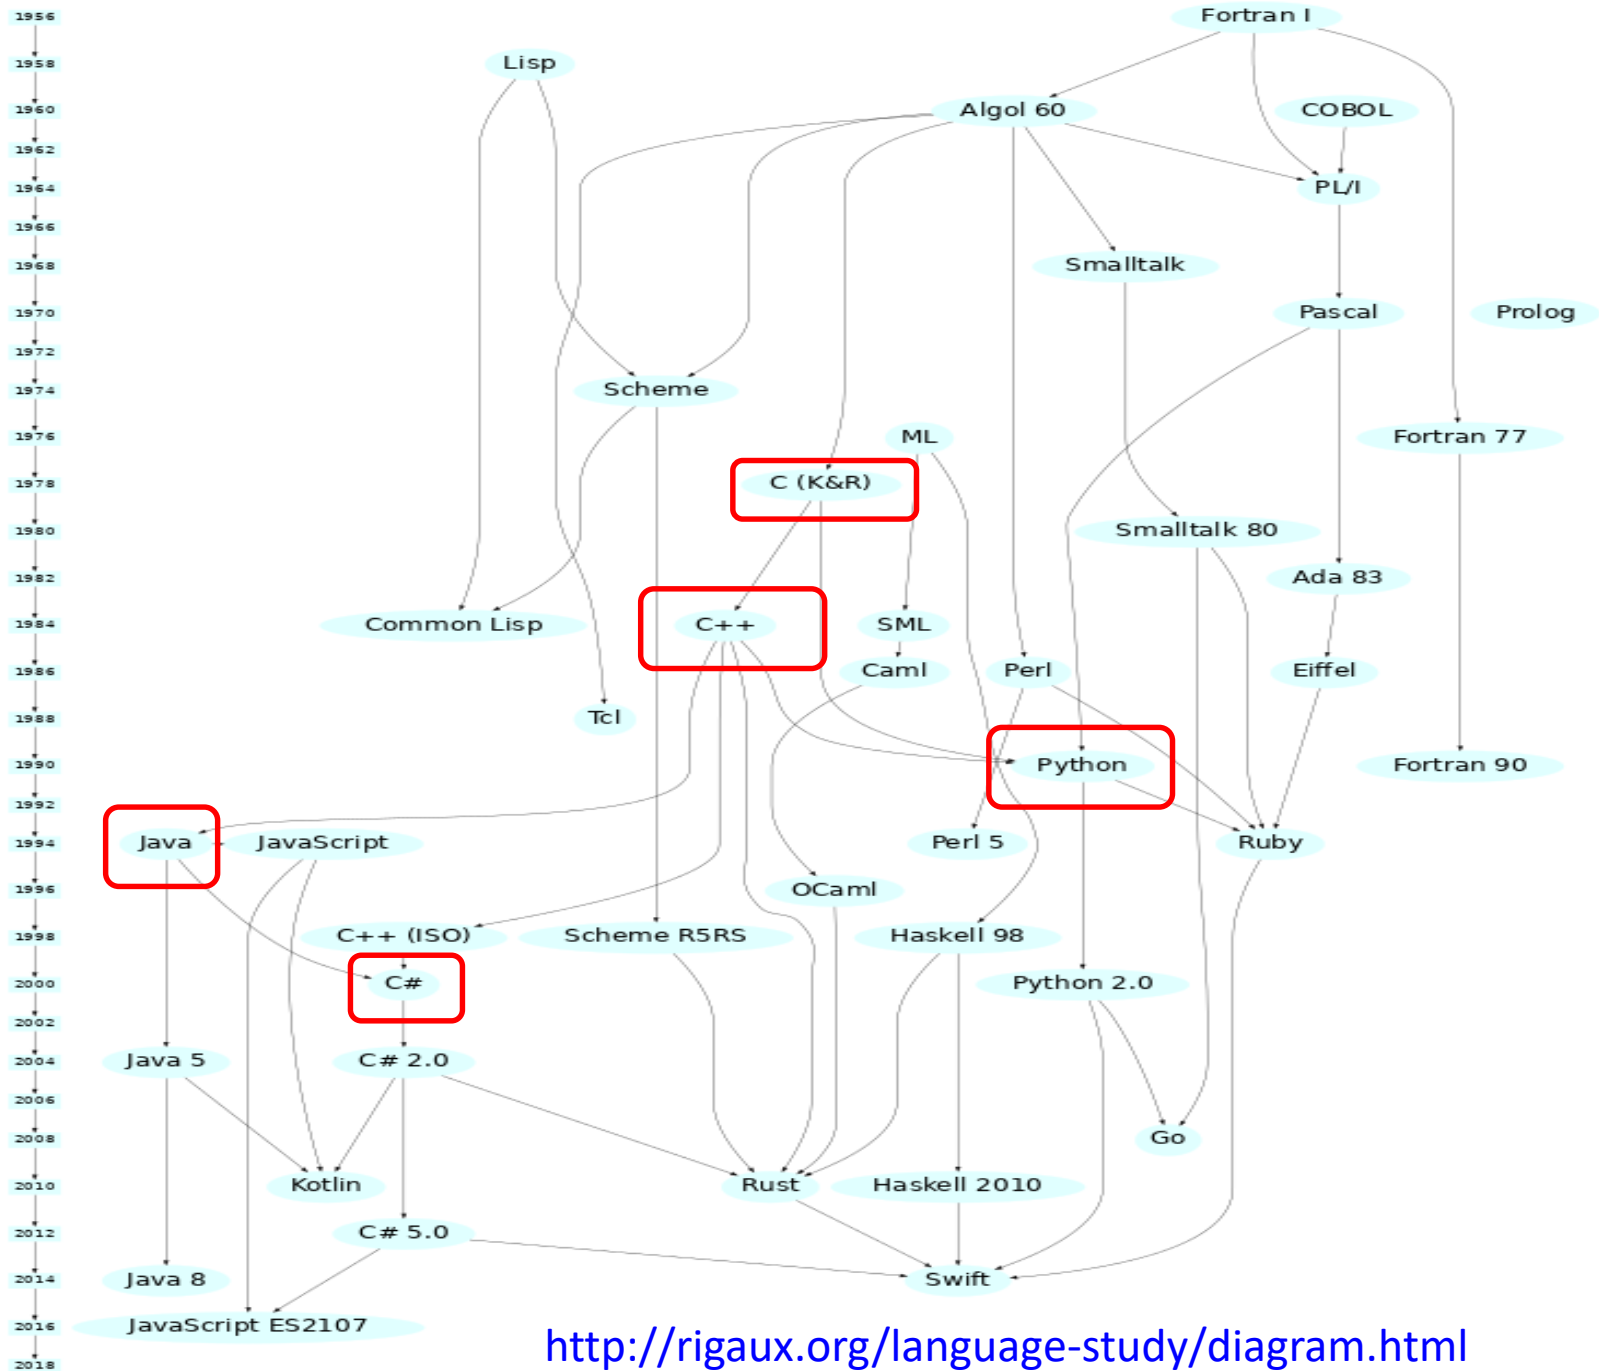 1956
Fortran I
1958
Lisp
1960
Algol 60
COBOL
1962
1964
PL/I
1966
1968
Smalltalk
1970
Pascal
Prolog
1972
1974
Scheme
1976
ML
Fortran 77
1978
C (K&R)
1980
Smalltalk 80
1982
Ada 83
1984
Common Lisp
C++
SML
1986
Caml
Perl
Eiffel
1988
Tcl
1990
Python
Fortran 90
1992
1994
Java
JavaScript
Perl 5
Ruby
1996
OCaml
1998
C++ (ISO)
Scheme R5RS
Haskell 98
2000
C#
Python 2.0
2002
2004
Java 5
C# 2.0
2006
2008
Go
2010
Kotlin
Rust
Haskell 2010
2012
C# 5.0
2014
Java 8
Swift
2016
JavaScript ES2107
2018
http://rigaux.org/language-study/diagram.html